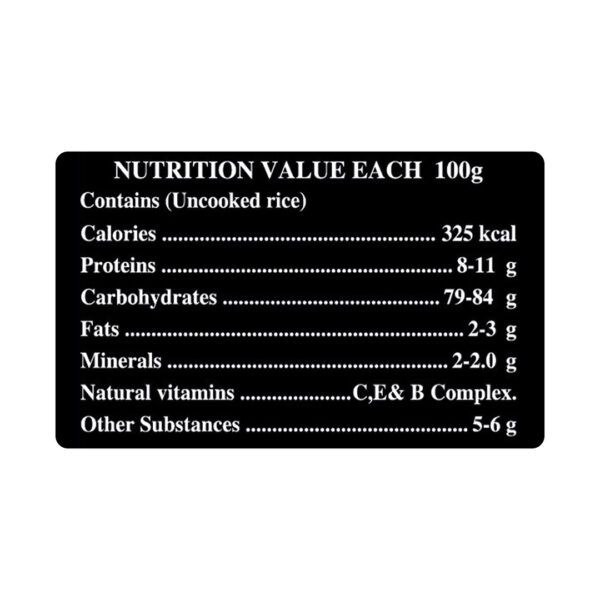 NUTRITION VALUE EACH 100g
Contains (Uncooked rice)
Calories .................................................. 325 kcal
Proteins ..................................................... 8-11 g
Carbohydrates ........................................ 79-84 g
Fats .............................................................. 2-3 g
Minerals .................................................... 2-2.0 g
Natural vitamins .....................C,E& B Complex.
Other Substances ......................................... 5-6 g